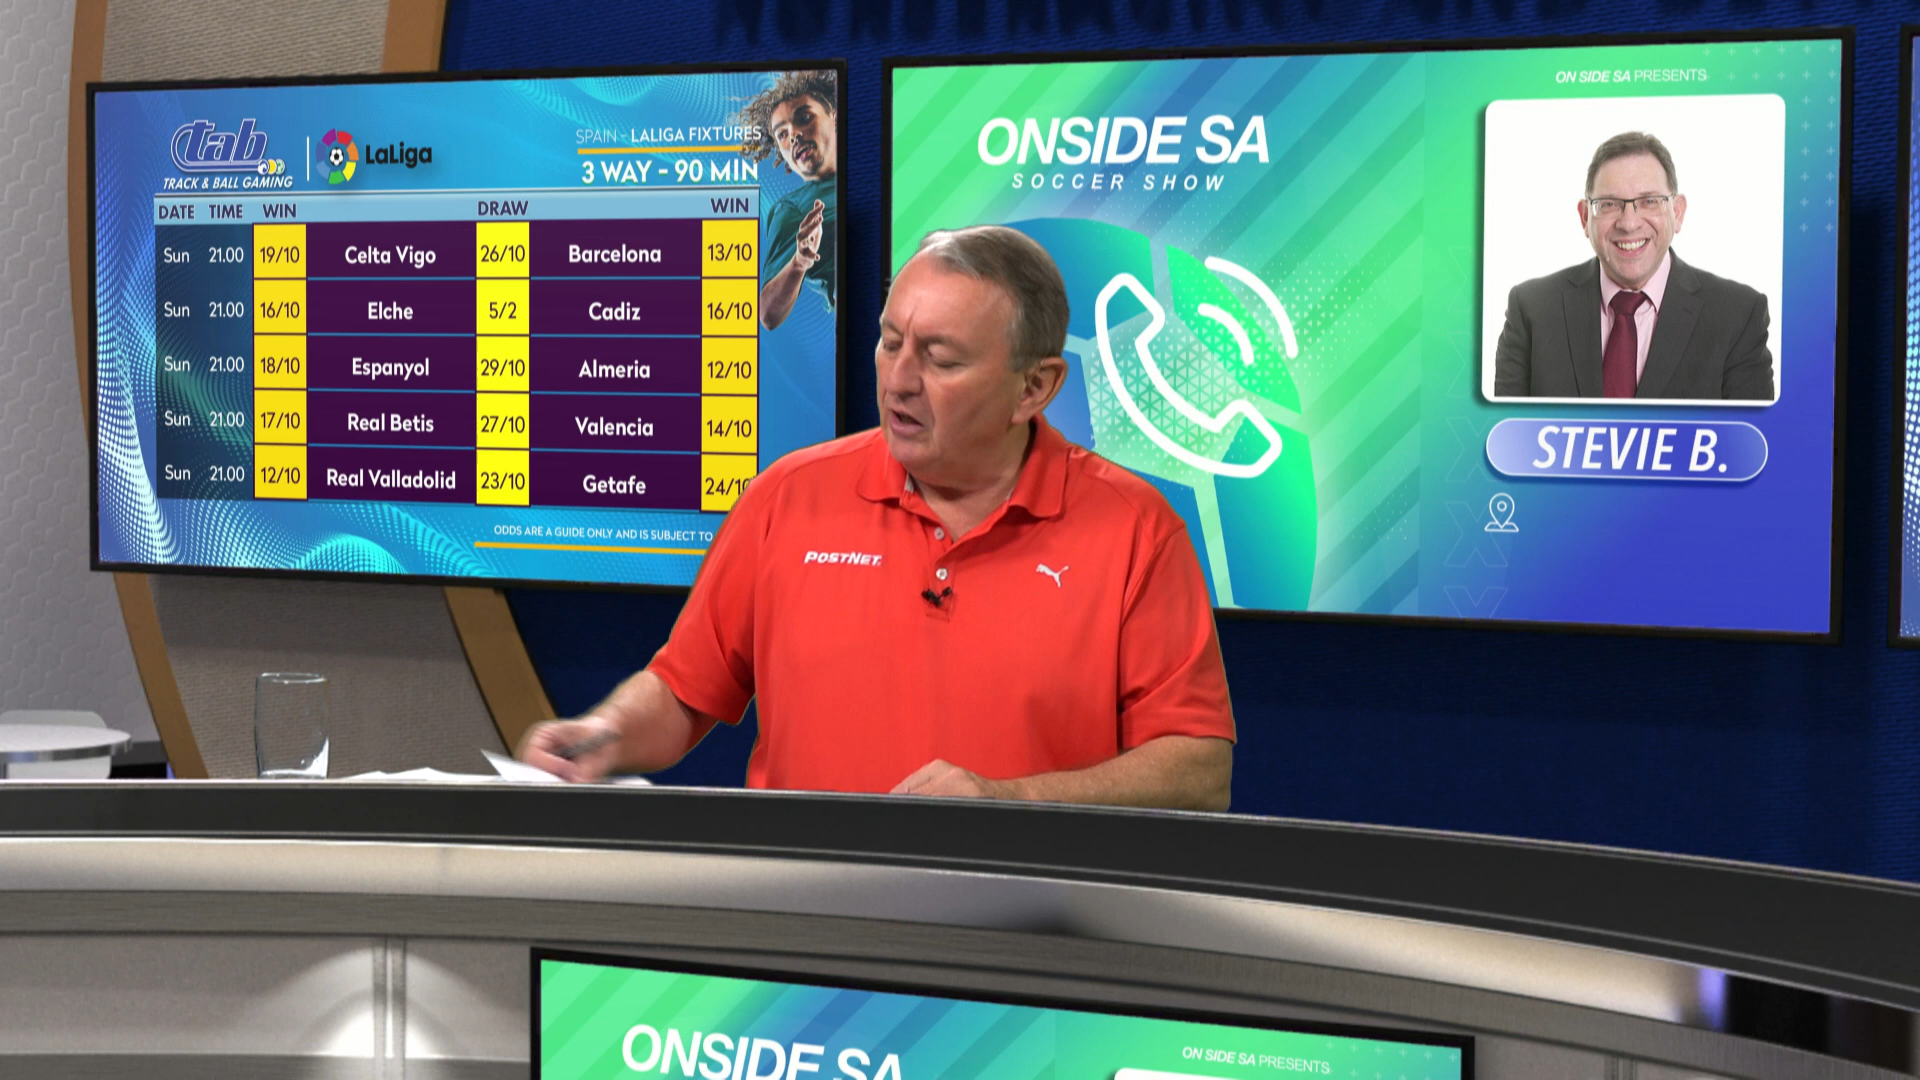 tab
TRACK & BALL GAMING
LaLiga
SPAIN - LALIGA FIXTURES
3 WAY - 90 MIN
DATE TIME WIN DRAW WIN
Sun 21.00 19/10 Celta Vigo 26/10 Barcelona 13/10
Sun 21.00 16/10 Elche 5/2 Cadiz 16/10
Sun 21.00 18/10 Espanyol 29/10 Almeria 12/10
Sun 21.00 17/10 Real Betis 27/10 Valencia 14/10
Sun 21.00 12/10 Real Valladolid 23/10 Getafe 24/10
ODDS ARE A GUIDE ONLY AND IS SUBJECT TO
ON SIDE SA PRESENTS
ONSIDE SA
SOCCER SHOW
STEVIE B.
POSTNET
ONSIDE SA
ON SIDE SA PRESENTS